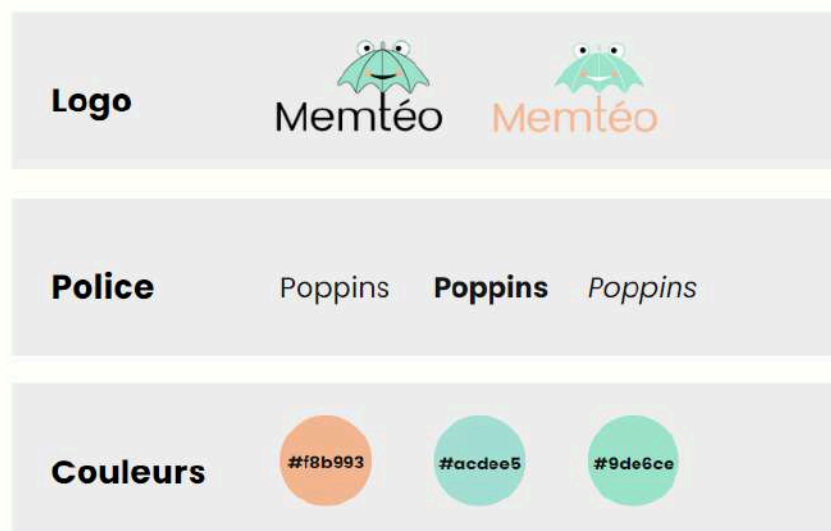 Logo
Memtéo Memtéo
Police
Poppins Poppins Poppins
Couleurs
#f8b993 #acdee5 #9de6ce